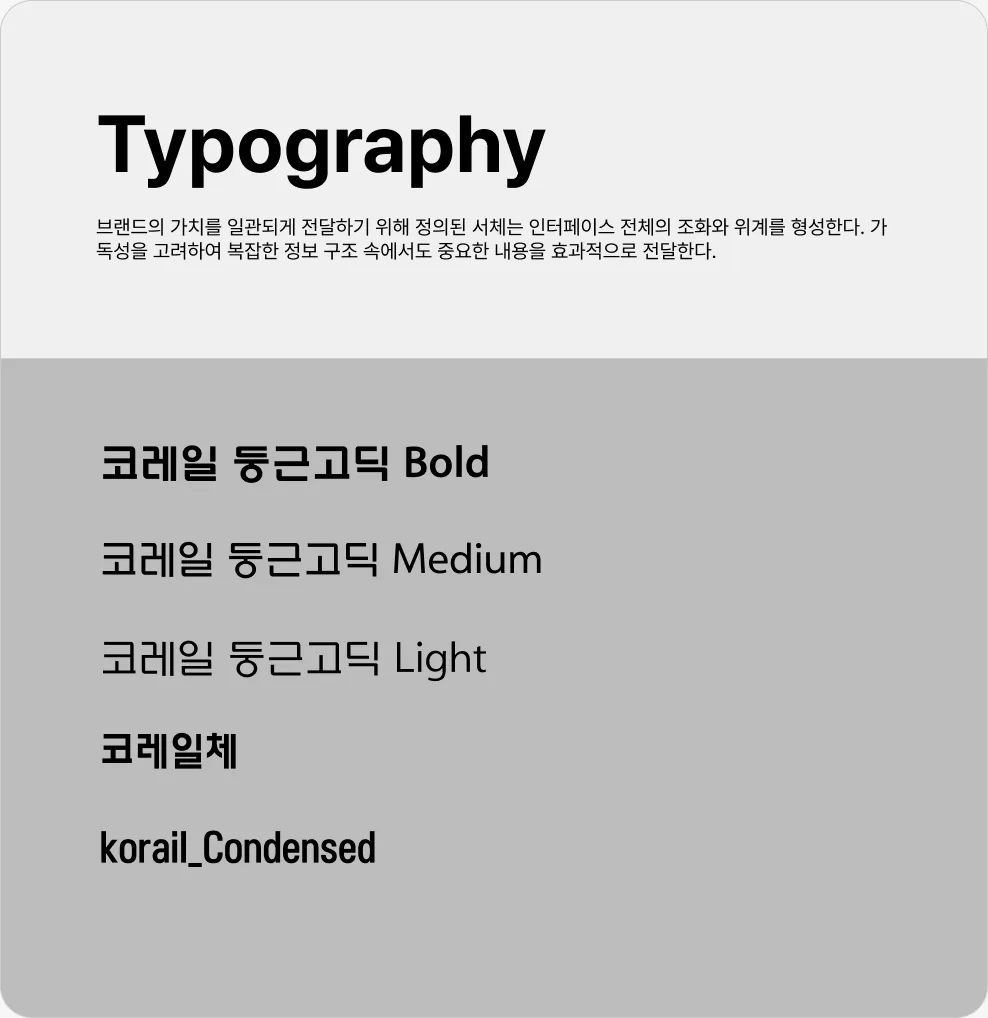 Typography
브랜드의 가치를 일관되게 전달하기 위해 정의된 서체는 인터페이스 전체의 조화와 위계를 형성한다. 가
독성을 고려하여 복잡한 정보 구조 속에서도 중요한 내용을 효과적으로 전달한다.
코레일 둥근고딕 Bold
코레일 둥근고딕 Medium
코레일 둥근고딕 Light
코레일체
korail_Condensed